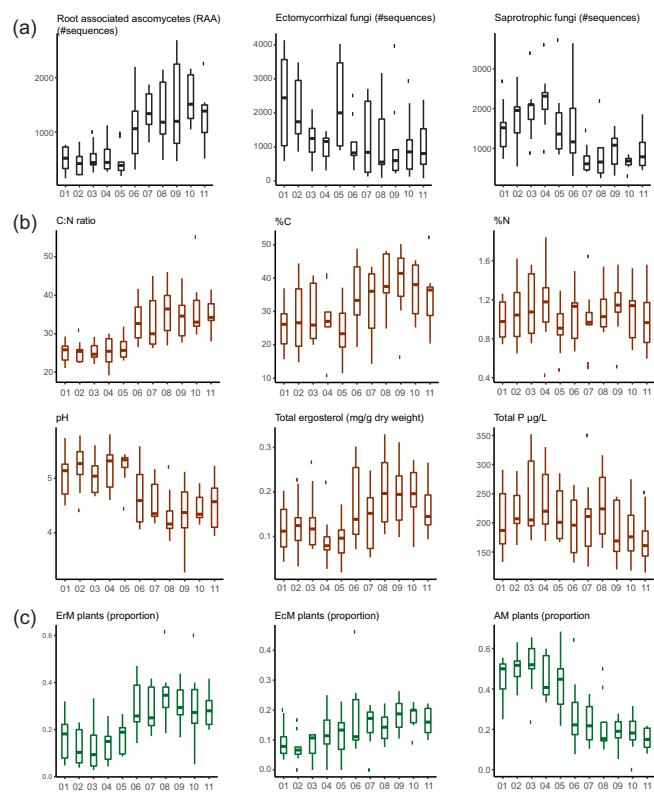 (a)
Root associated ascomycetes (RAA)
(#sequences)
2000
1000
01 02 03 04 05 06 07 08 09 10 11
Ectomycorrhizal fungi (#sequences)
4000
3000
2000
1000
0
01 02 03 04 05 06 07 08 09 10 11
Saprotrophic fungi (#sequences)
3000
2000
1000
0
01 02 03 04 05 06 07 08 09 10 11
(b)
C:N ratio
50
40
30
20
01 02 03 04 05 06 07 08 09 10 11
%C
50
40
30
20
10
01 02 03 04 05 06 07 08 09 10 11
%N
1.6
1.2
0.8
0.4
01 02 03 04 05 06 07 08 09 10 11
pH
5
4
01 02 03 04 05 06 07 08 09 10 11
Total ergosterol (mg/g dry weight)
0.3
0.2
0.1
01 02 03 04 05 06 07 08 09 10 11
Total P µg/L
350
300
250
200
150
01 02 03 04 05 06 07 08 09 10 11
(c)
ErM plants (proportion)
0.6
0.4
0.2
0.0
01 02 03 04 05 06 07 08 09 10 11
EcM plants (proportion)
0.4
0.3
0.2
0.1
0.0
01 02 03 04 05 06 07 08 09 10 11
AM plants (proportion
0.6
0.4
0.2
0.0
01 02 03 04 05 06 07 08 09 10 11